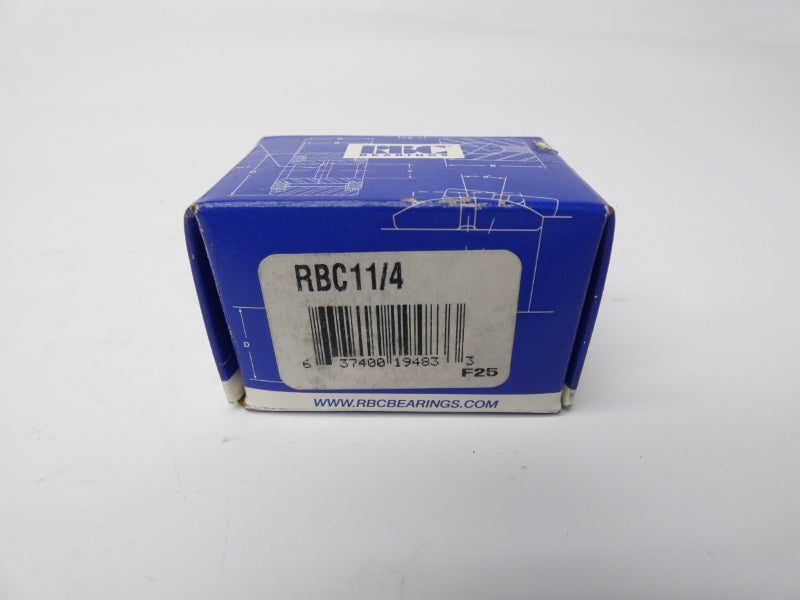 RBC
BEARINGS
RBC11/4
6 37400 19483 3
F25
WWW.RBCBEARINGS.COM